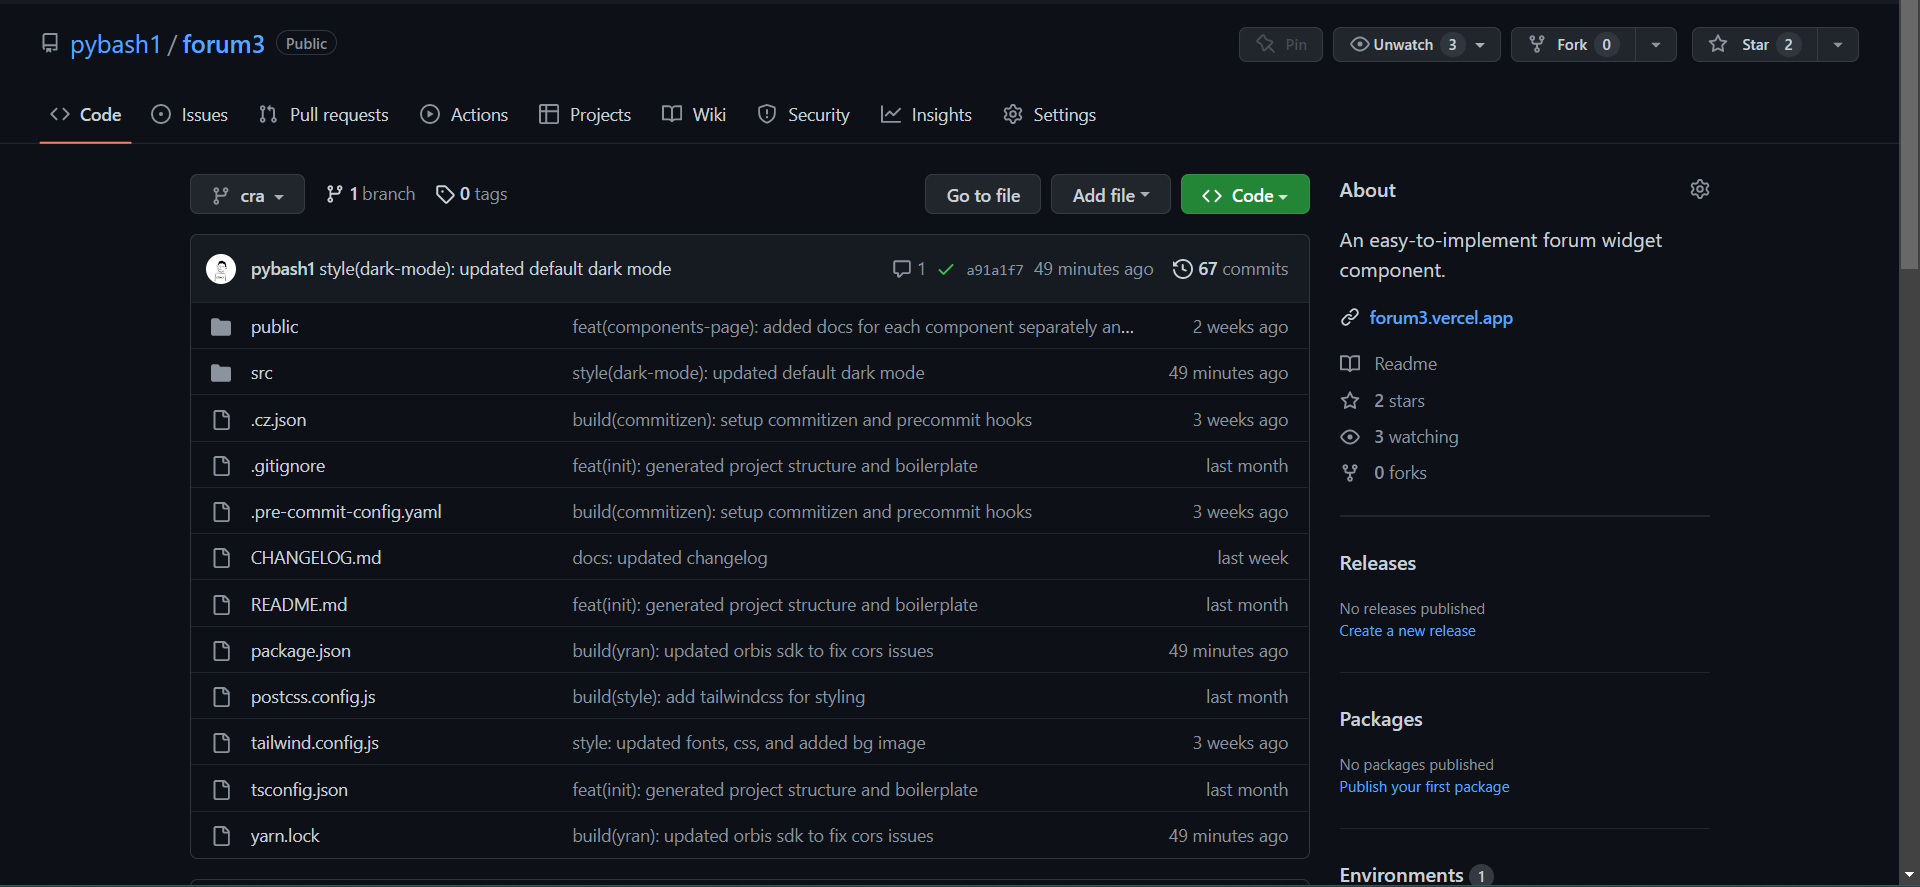 pybash1 / forum3 Public
Pin Unwatch 3 Fork 0 Star 2
Code Issues Pull requests Actions Projects Wiki Security Insights Settings
cra 1 branch 0 tags Go to file Add file Code
pybash1 style(dark-mode): updated default dark mode 1 a91a1f7 49 minutes ago 67 commits
public feat(components-page): added docs for each component separately an... 2 weeks ago
src style(dark-mode): updated default dark mode 49 minutes ago
.cz.json build(commitizen): setup commitizen and precommit hooks 3 weeks ago
.gitignore feat(init): generated project structure and boilerplate last month
.pre-commit-config.yaml build(commitizen): setup commitizen and precommit hooks 3 weeks ago
CHANGELOG.md docs: updated changelog last week
README.md feat(init): generated project structure and boilerplate last month
package.json build(yran): updated orbis sdk to fix cors issues 49 minutes ago
postcss.config.js build(style): add tailwindcss for styling last month
tailwind.config.js style: updated fonts, css, and added bg image 3 weeks ago
tsconfig.json feat(init): generated project structure and boilerplate last month
yarn.lock build(yran): updated orbis sdk to fix cors issues 49 minutes ago
About
An easy-to-implement forum widget
component.
forum3.vercel.app
Readme
2 stars
3 watching
0 forks
Releases
No releases published
Create a new release
Packages
No packages published
Publish your first package
Environments 1